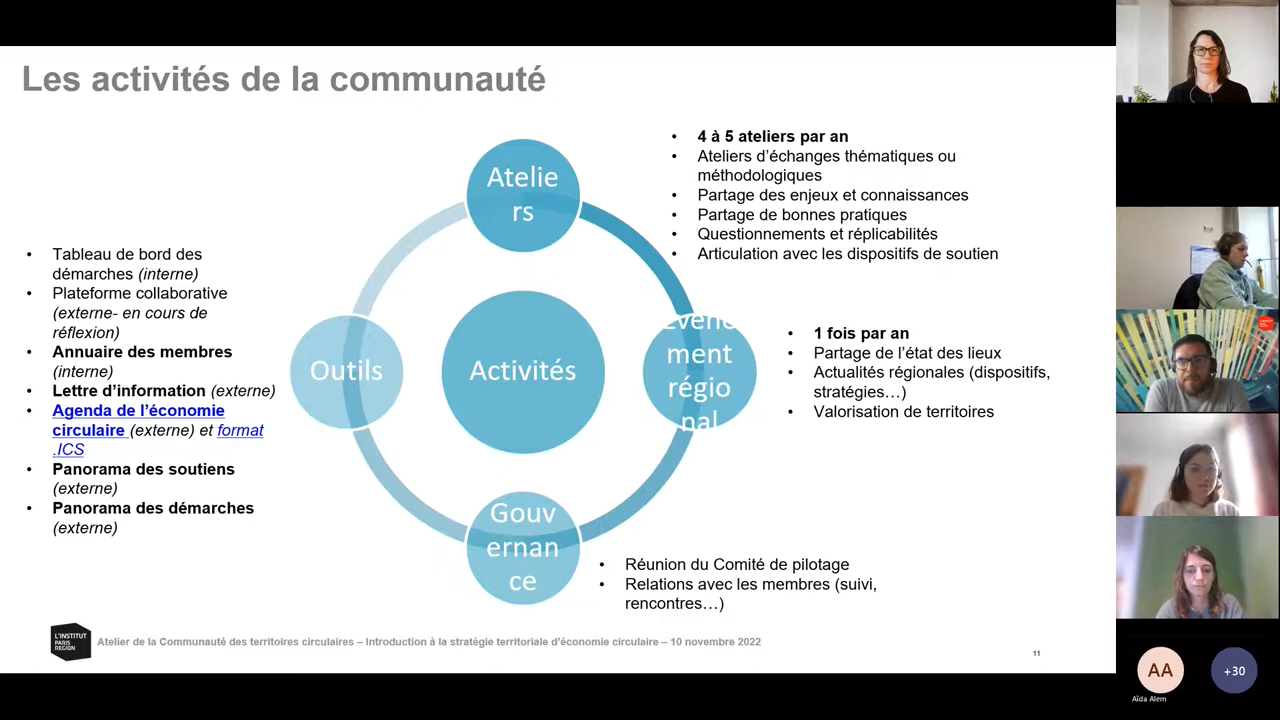 Les activités de la communauté
Atelie
rs
• 4 à 5 ateliers par an
• Ateliers d’échanges thématiques ou
méthodologiques
• Partage des enjeux et connaissances
• Partage de bonnes pratiques
• Questionnements et réplicabilités
• Articulation avec les dispositifs de soutien
• Tableau de bord des
démarches (interne)
• Plateforme collaborative
(externe- en cours de
réflexion)
• Annuaire des membres
(interne)
• Lettre d’information (externe)
• Agenda de l’économie
circulaire (externe) et format
.ICS
• Panorama des soutiens
(externe)
• Panorama des démarches
(externe)
Outils
Activités
Évène
ment
régio
nal
• 1 fois par an
• Partage de l’état des lieux
• Actualités régionales (dispositifs,
stratégies…)
• Valorisation de territoires
Gouv
ernan
ce
• Réunion du Comité de pilotage
• Relations avec les membres (suivi,
rencontres…)
L'INSTITUT
PARIS
REGION
Atelier de la Communauté des territoires circulaires – Introduction à la stratégie territoriale d’économie circulaire – 10 novembre 2022
11
AA
+30
Aïda Alem